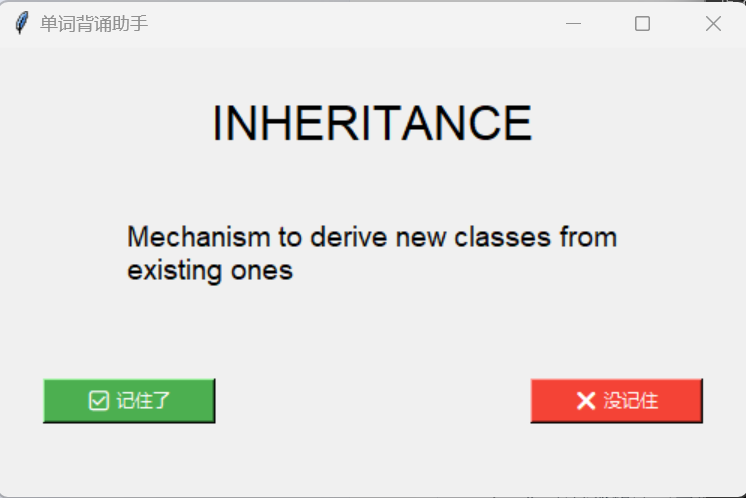 单词背诵助手
INHERITANCE
Mechanism to derive new classes from
existing ones
☑ 记住了
❌ 没记住